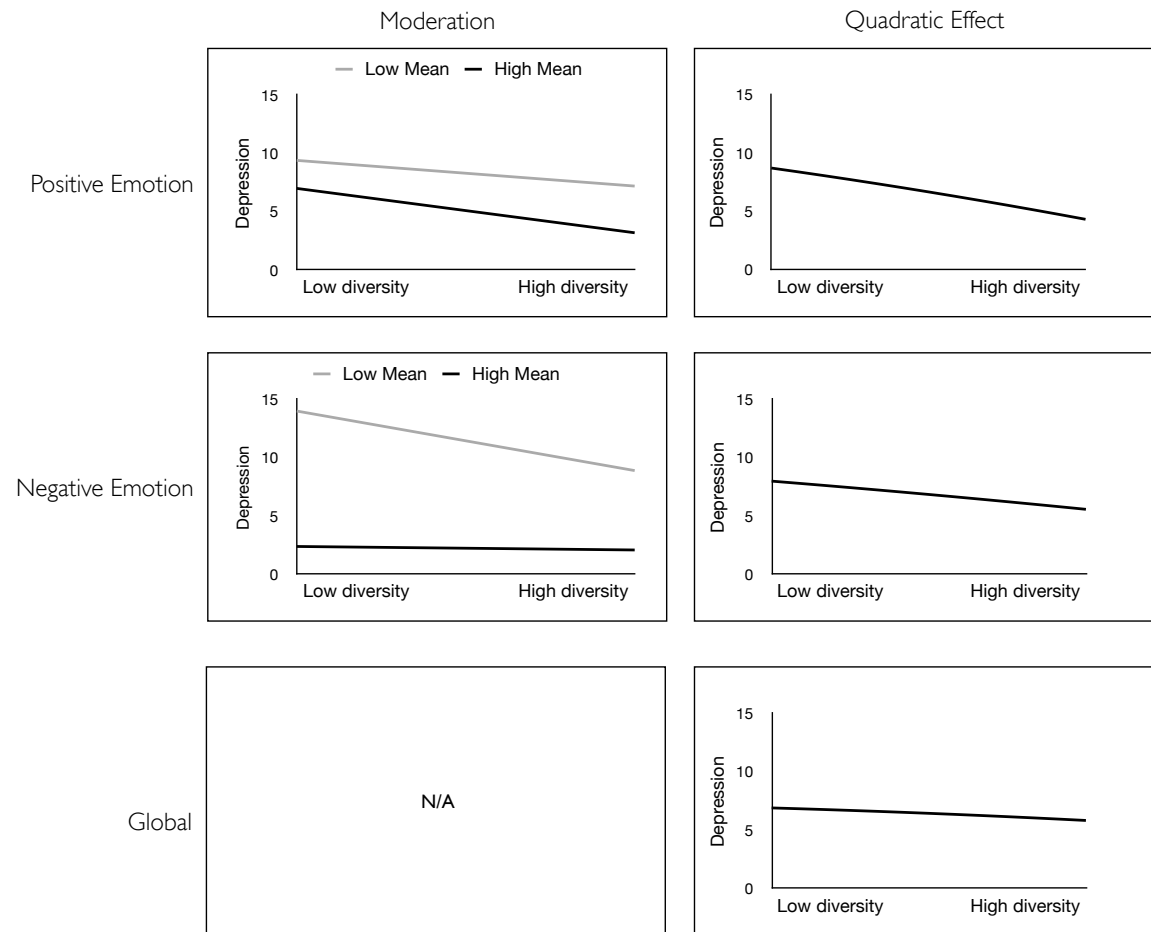 Moderation
Quadratic Effect
Positive Emotion
Low Mean High Mean
Depression
15
10
5
0
Low diversity High diversity
Depression
15
10
5
0
Low diversity High diversity
Negative Emotion
Low Mean High Mean
Depression
15
10
5
0
Low diversity High diversity
Depression
15
10
5
0
Low diversity High diversity
Global
N/A
Depression
15
10
5
0
Low diversity High diversity